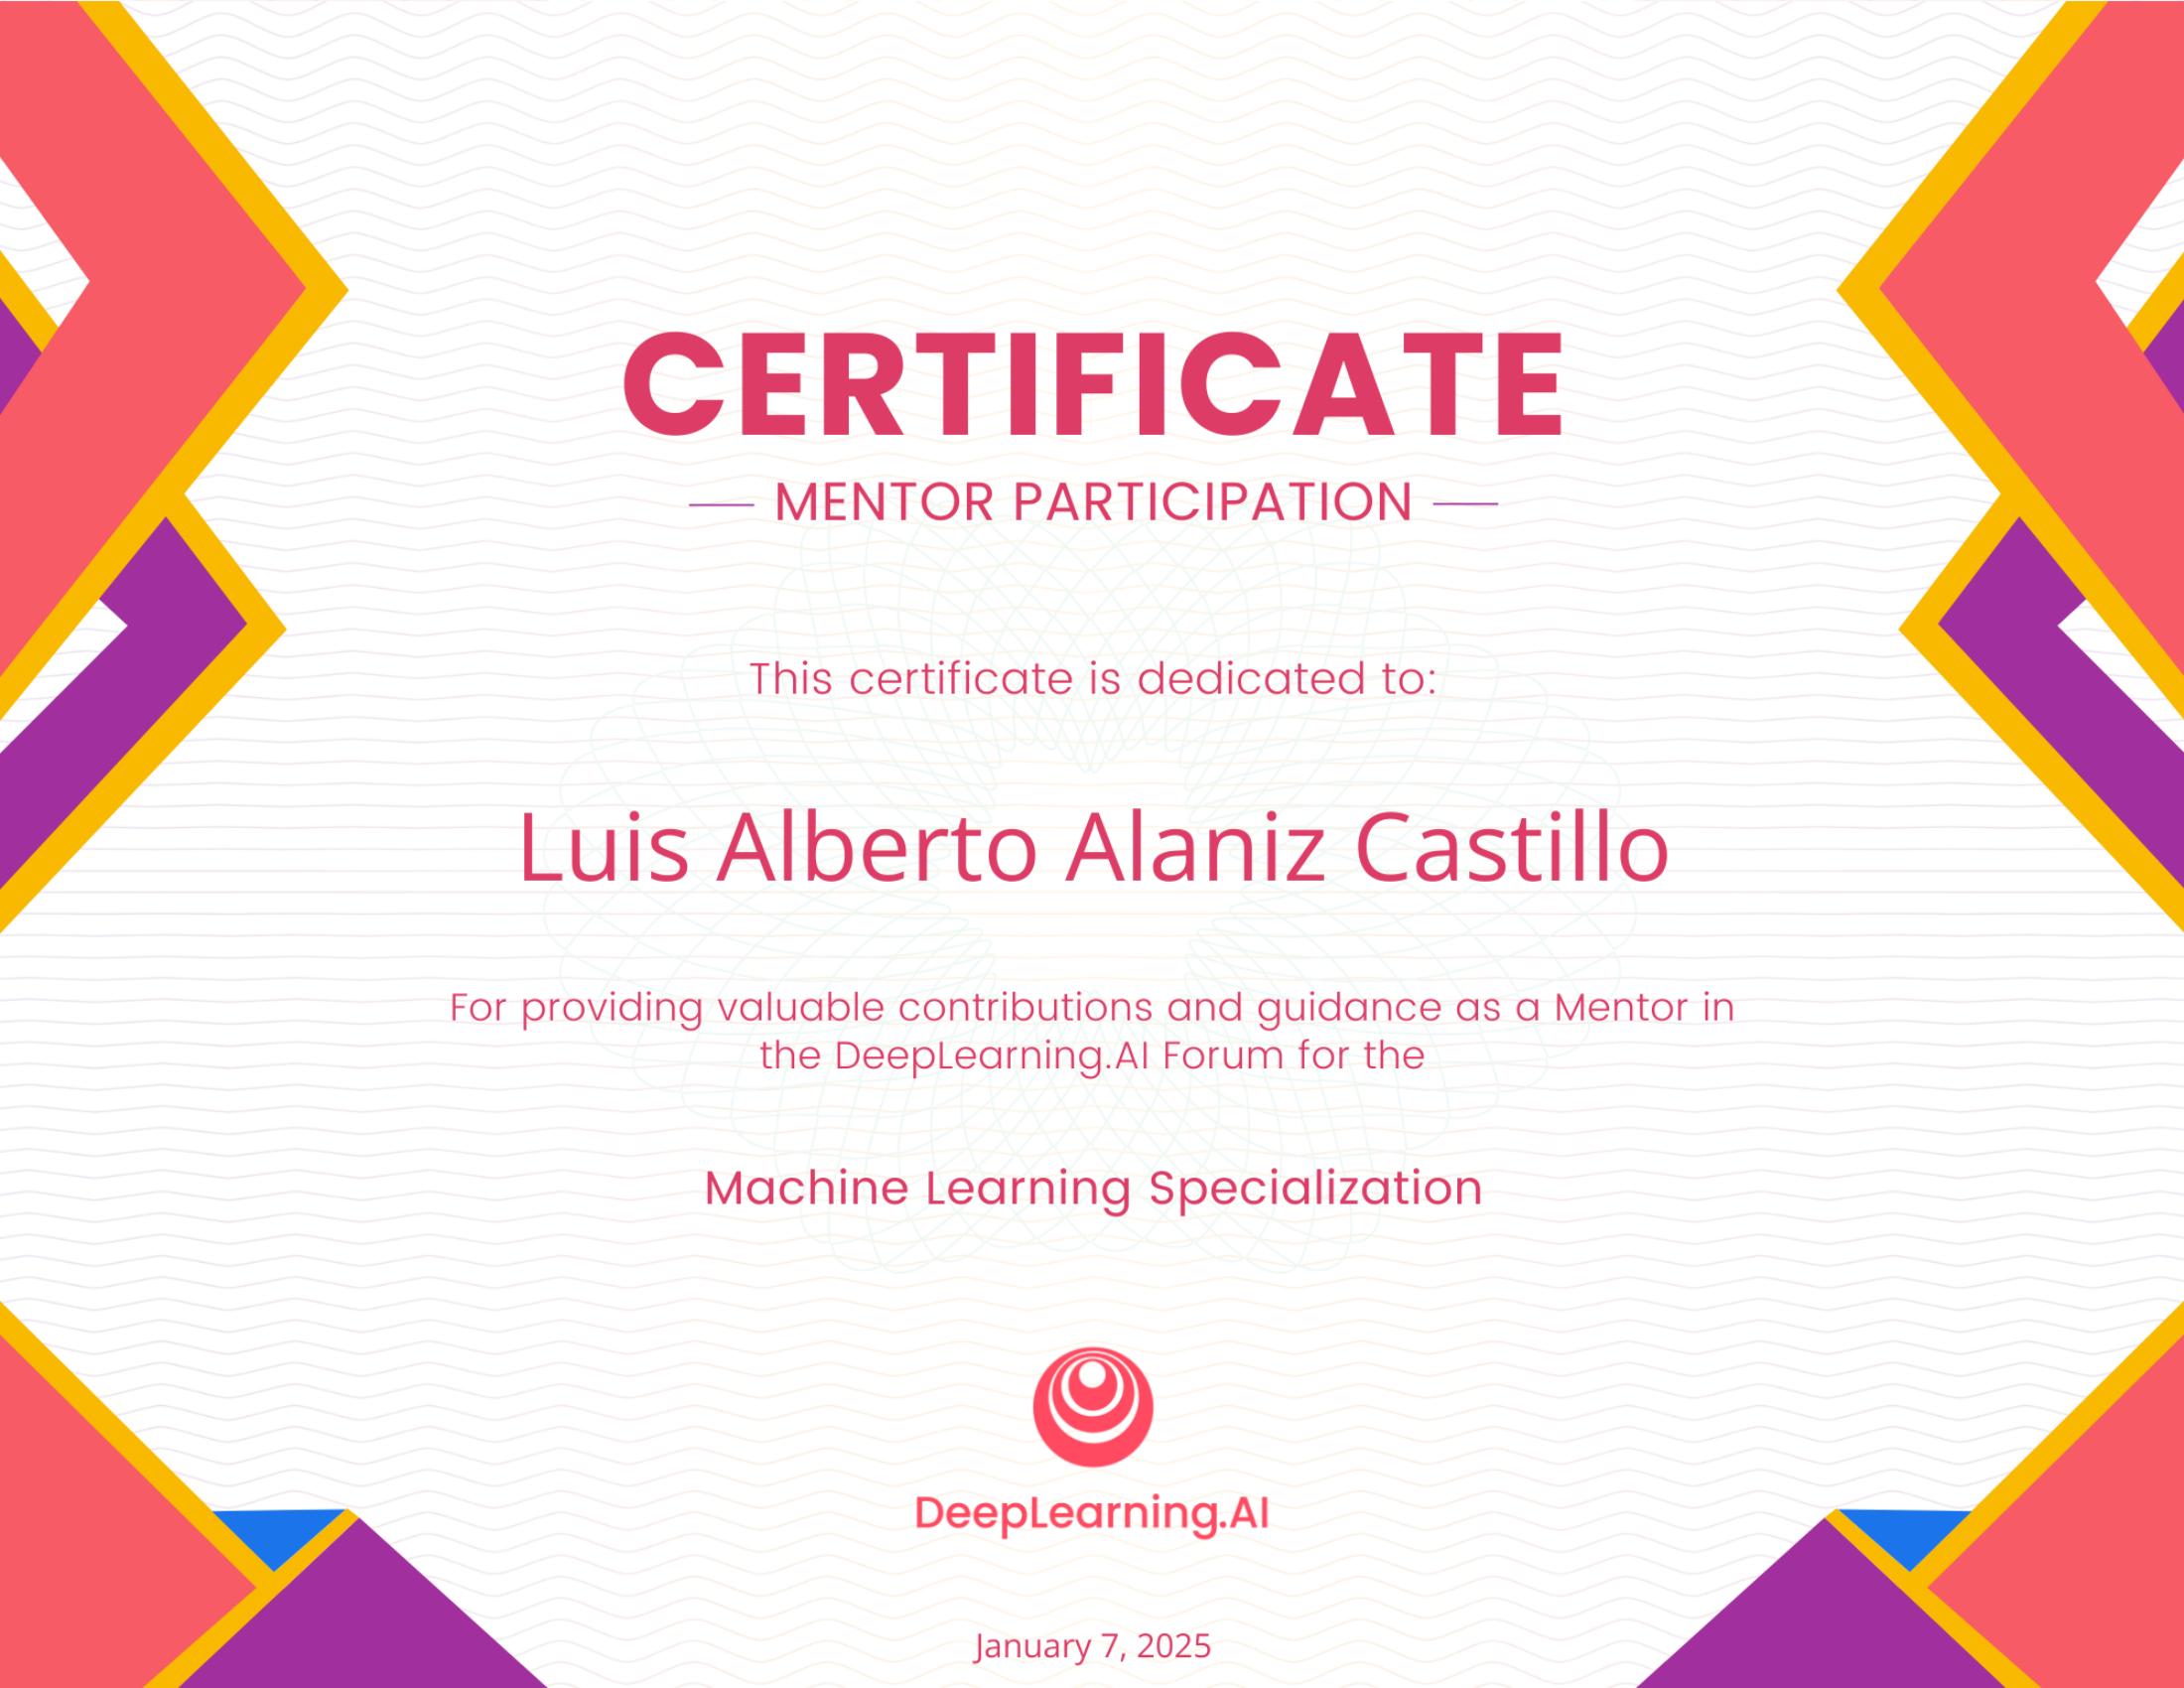 CERTIFICATE
MENTOR PARTICIPATION
This certificate is dedicated to:
Luis Alberto Alaniz Castillo
For providing valuable contributions and guidance as a Mentor in
the DeepLearning.AI Forum for the
Machine Learning Specialization
DeepLearning.AI
January 7, 2025